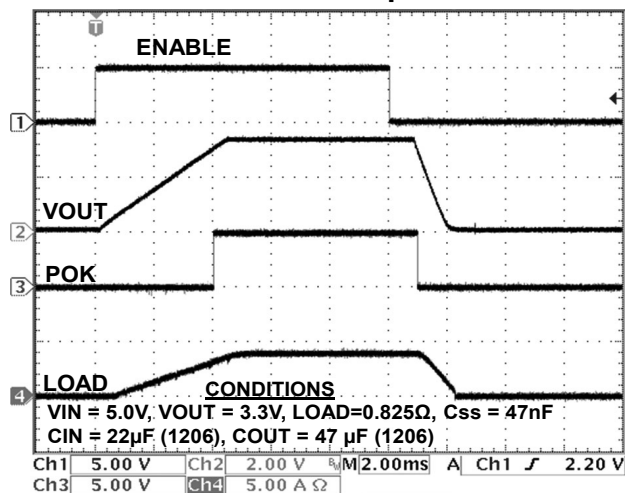 T
ENABLE
1
VOUT
2
POK
3
LOAD
4
CONDITIONS
VIN = 5.0V, VOUT = 3.3V, LOAD=0.825Ω, Css = 47nF
CIN = 22µF (1206), COUT = 47 µF (1206)
Ch1 5.00 V Ch2 2.00 V BW M 2.00ms A Ch1 2.20 V
Ch3 5.00 V Ch4 5.00 A Ω